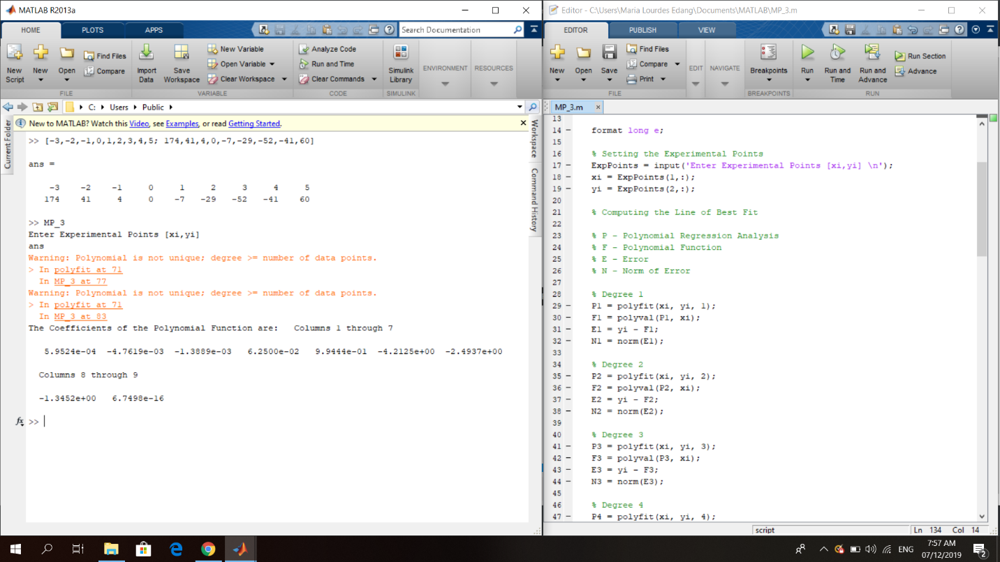 MATLAB R2013a
HOME PLOTS APPS
Search Documentation
New Script
New
Open
Find Files
Compare
FILE
Import Data
Save Workspace
New Variable
Open Variable
Clear Workspace
VARIABLE
Analyze Code
Run and Time
Clear Commands
CODE
Simulink Library
SIMULINK
ENVIRONMENT
RESOURCES
C: Users Public
Current Folder
New to MATLAB? Watch this Video, see Examples, or read Getting Started.
>> [-3,-2,-1,0,1,2,3,4,5; 174,41,4,0,-7,-29,-52,-41,60]
ans =
-3 -2 -1 0 1 2 3 4 5
174 41 4 0 -7 -29 -52 -41 60
>> MP_3
Enter Experimental Points [xi,yi]
ans
Warning: Polynomial is not unique; degree >= number of data points.
> In polyfit at 71
In MP_3 at 77
Warning: Polynomial is not unique; degree >= number of data points.
> In polyfit at 71
In MP_3 at 83
The Coefficients of the Polynomial Function are: Columns 1 through 7
5.9524e-04 -4.7619e-03 -1.3889e-03 6.2500e-02 9.9444e-01 -4.2125e+00 -2.4937e+00
Columns 8 through 9
-1.3452e+00 6.7498e-16
fx >>
Workspace
Command History
Editor - C:\Users\Maria Lourdes Edang\Documents\MATLAB\MP_3.m
EDITOR PUBLISH VIEW
New
Open
Save
Find Files
Compare
Print
FILE
EDIT
NAVIGATE
Breakpoints
BREAKPOINTS
Run
Run and Time
Run and Advance
Run Section
Advance
RUN
MP_3.m ×
13
14 - format long e;
15
16 % Setting the Experimental Points
17 - ExpPoints = input('Enter Experimental Points [xi,yi] \n');
18 - xi = ExpPoints(1,:);
19 - yi = ExpPoints(2,:);
20
21 % Computing the Line of Best Fit
22
23 % P - Polynomial Regression Analysis
24 % F - Polynomial Function
25 % E - Error
26 % N - Norm of Error
27
28 % Degree 1
29 - P1 = polyfit(xi, yi, 1);
30 - F1 = polyval(P1, xi);
31 - E1 = yi - F1;
32 - N1 = norm(E1);
33
34 % Degree 2
35 - P2 = polyfit(xi, yi, 2);
36 - F2 = polyval(P2, xi);
37 - E2 = yi - F2;
38 - N2 = norm(E2);
39
40 % Degree 3
41 - P3 = polyfit(xi, yi, 3);
42 - F3 = polyval(P3, xi);
43 - E3 = yi - F3;
44 - N3 = norm(E3);
45
46 % Degree 4
47 - P4 = polyfit(xi, yi, 4);
script Ln 134 Col 14
ENG
7:57 AM
07/12/2019
2